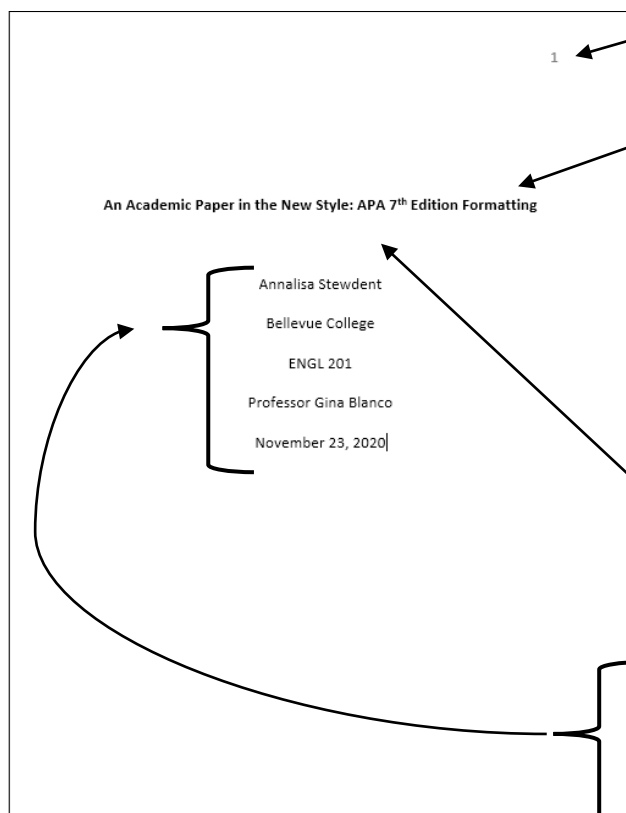 1
An Academic Paper in the New Style: APA 7th Edition Formatting
Annalisa Stewdent
Bellevue College
ENGL 201
Professor Gina Blanco
November 23, 2020